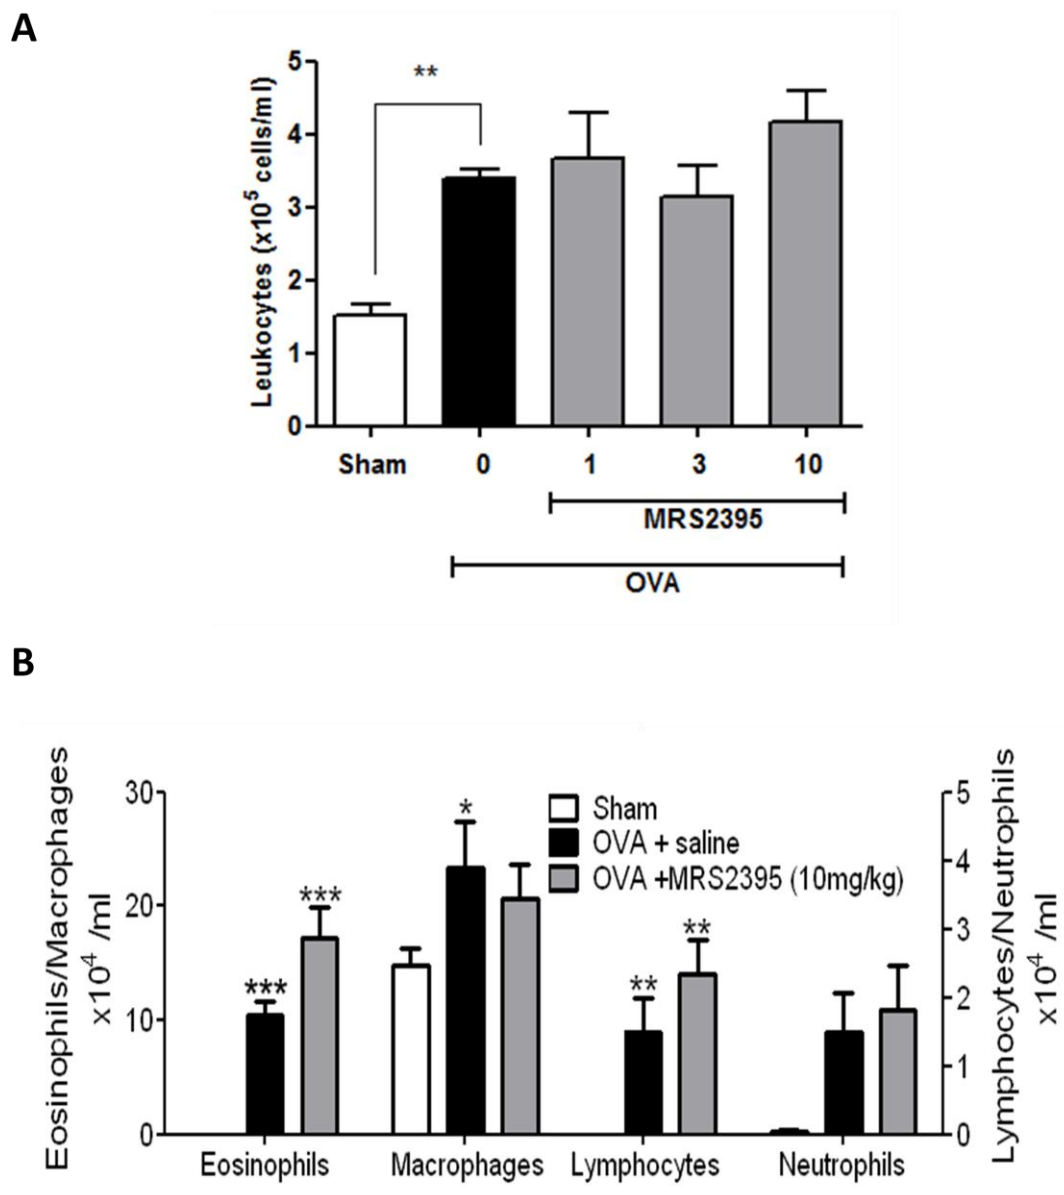 A
Leukocytes (x10⁵ cells/ml)
5
4
3
2
1
0
**
Sham 0 1 3 10
MRS2395
OVA
B
Eosinophils/Macrophages
x10⁴ /ml
30
20
10
0
Sham
OVA + saline
OVA +MRS2395 (10mg/kg)
***
***
*
**
**
5
4
3
2
1
0
Lymphocytes/Neutrophils
x10⁴ /ml
Eosinophils Macrophages Lymphocytes Neutrophils